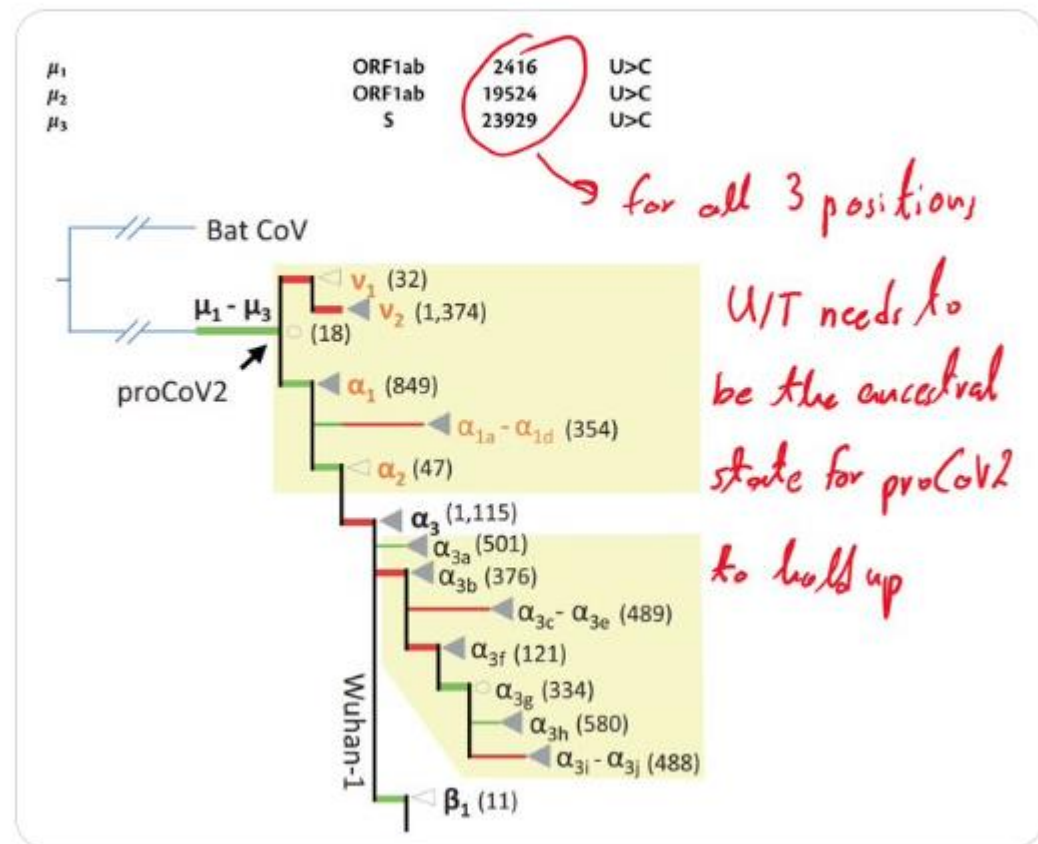 μ₁ ORF1ab 2416 U>C
μ₂ ORF1ab 19524 U>C
μ₃ S 23929 U>C
for all 3 positions
U/T needs to
be the ancestral
state for proCoV2
to hold up
Bat CoV
μ₁ - μ₃
proCoV2
ν₁ (32)
ν₂ (1,374)
(18)
α₁ (849)
α₁ₐ - α₁d (354)
α₂ (47)
α₃ (1,115)
α₃ₐ (501)
α₃b (376)
α₃c - α₃e (489)
α₃f (121)
α₃g (334)
α₃h (580)
α₃i - α₃j (488)
Wuhan-1
β₁ (11)